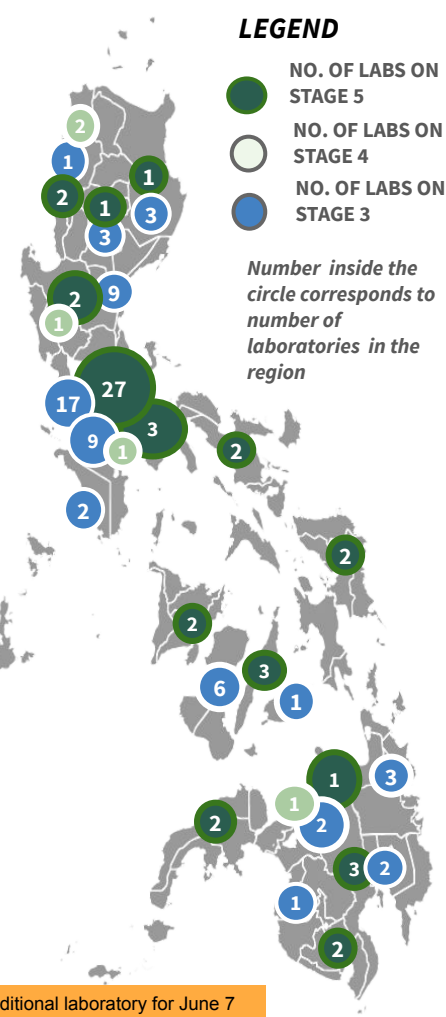 LEGEND
NO. OF LABS ON
STAGE 5
NO. OF LABS ON
STAGE 4
NO. OF LABS ON
STAGE 3
Number inside the
circle corresponds to
number of
laboratories in the
region
2
1
1
2
1
3
3
9
2
1
27
17
3
9
1
2
2
2
2
3
6
1
3
1
1
2
2
3
2
1
2
ditional laboratory for June 7